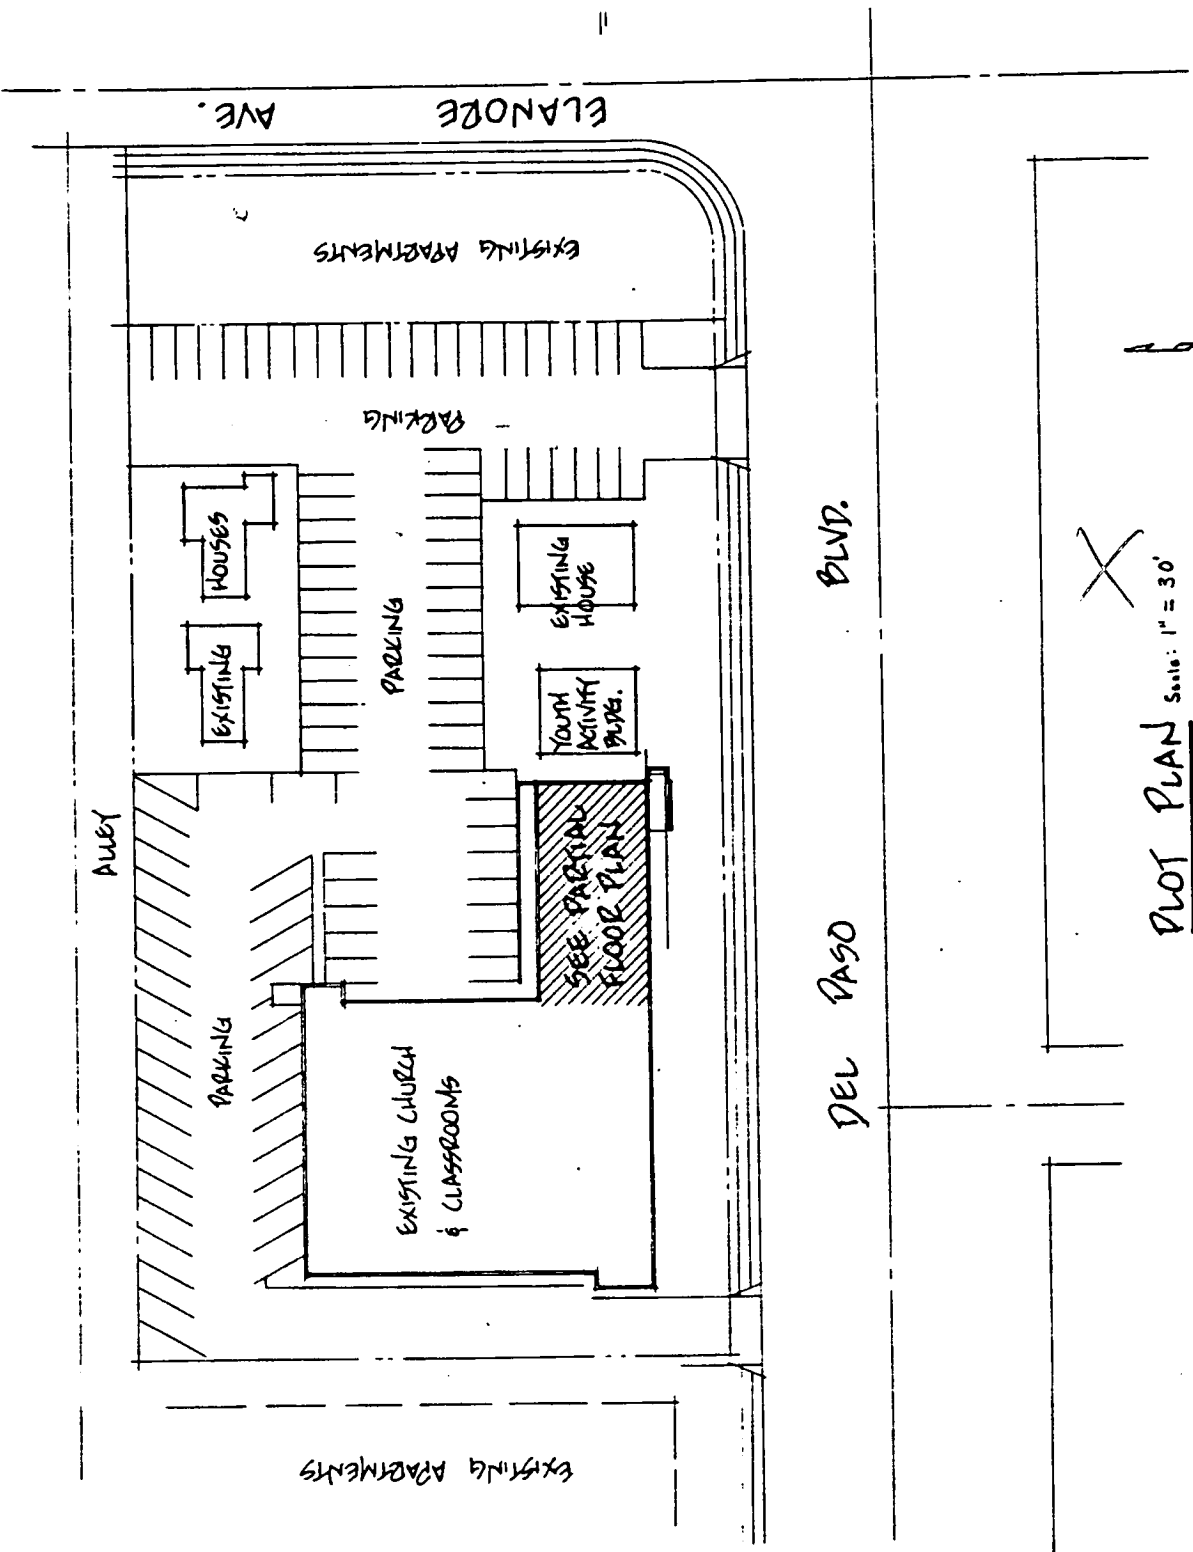 ELANORE AVE.
EXISTING APARTMENTS
PARKING
EXISTING HOUSES
PARKING
EXISTING
HOUSE
YOUTH
ACTIVITY
BLDG.
ALLEY
SEE PARTIAL
FLOOR PLAN
PARKING
EXISTING CHURCH
& CLASSROOMS
DEL PASO BLVD.
EXISTING APARTMENTS
PLOT PLAN Scale: 1" = 30'